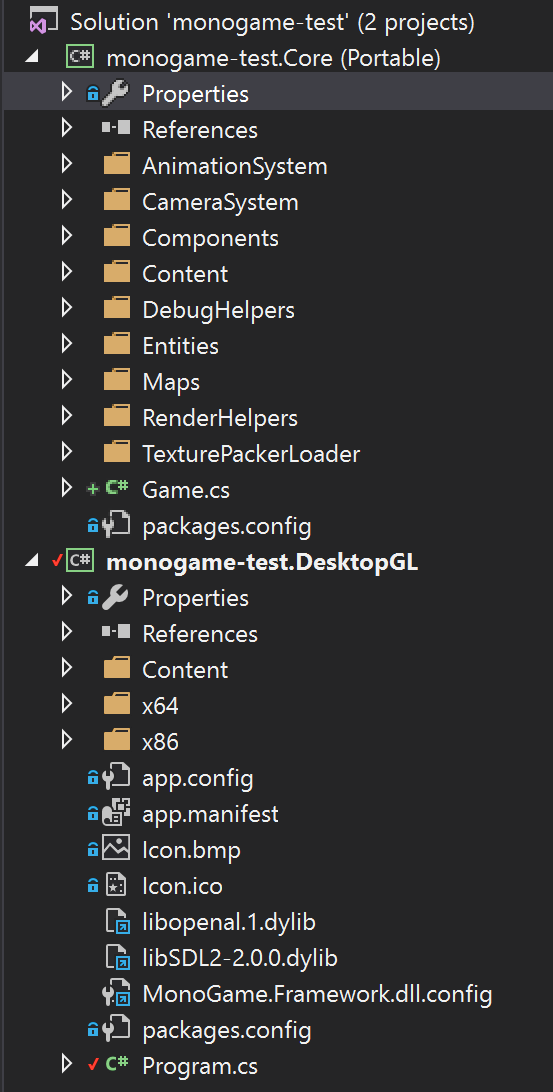 Solution 'monogame-test' (2 projects)
C# monogame-test.Core (Portable)
Properties
References
AnimationSystem
CameraSystem
Components
Content
DebugHelpers
Entities
Maps
RenderHelpers
TexturePackerLoader
C# Game.cs
packages.config
C# monogame-test.DesktopGL
Properties
References
Content
x64
x86
app.config
app.manifest
Icon.bmp
Icon.ico
libopenal.1.dylib
libSDL2-2.0.0.dylib
MonoGame.Framework.dll.config
packages.config
C# Program.cs